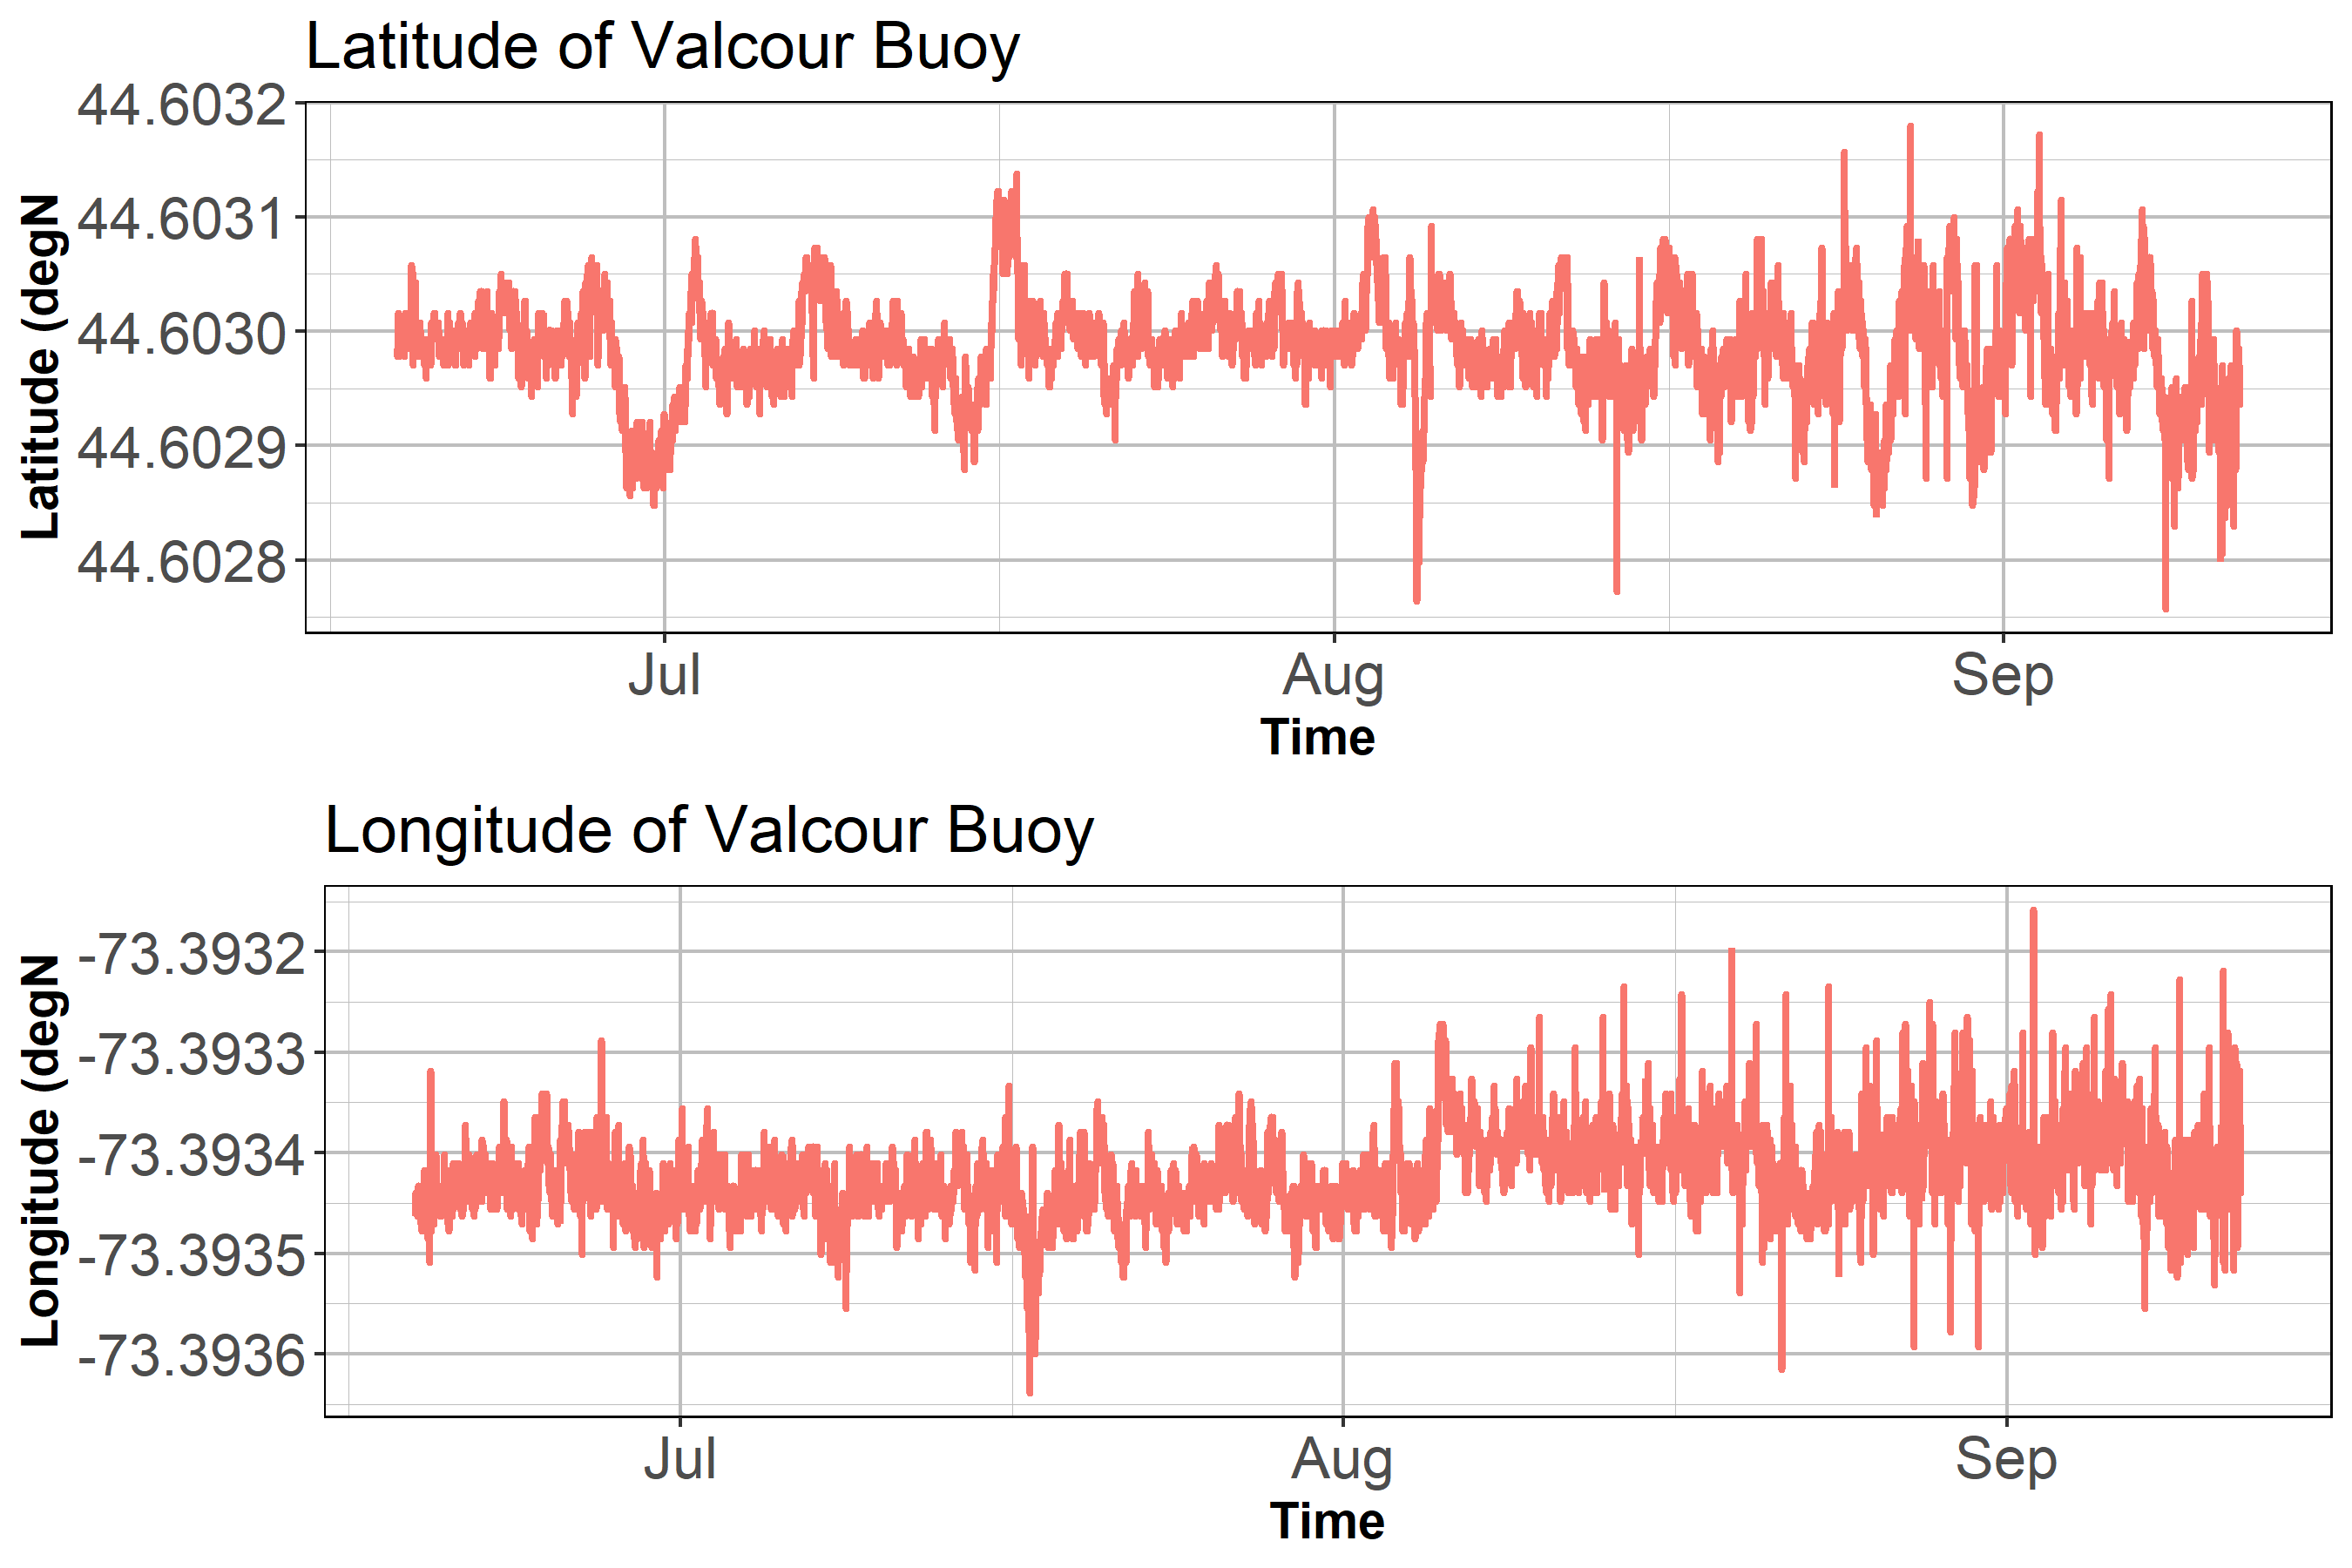 Latitude of Valcour Buoy
44.6032
44.6031
44.6030
44.6029
44.6028
Latitude (degN
Jul Aug Sep
Time
Longitude of Valcour Buoy
-73.3932
-73.3933
-73.3934
-73.3935
-73.3936
Longitude (degN
Jul Aug Sep
Time